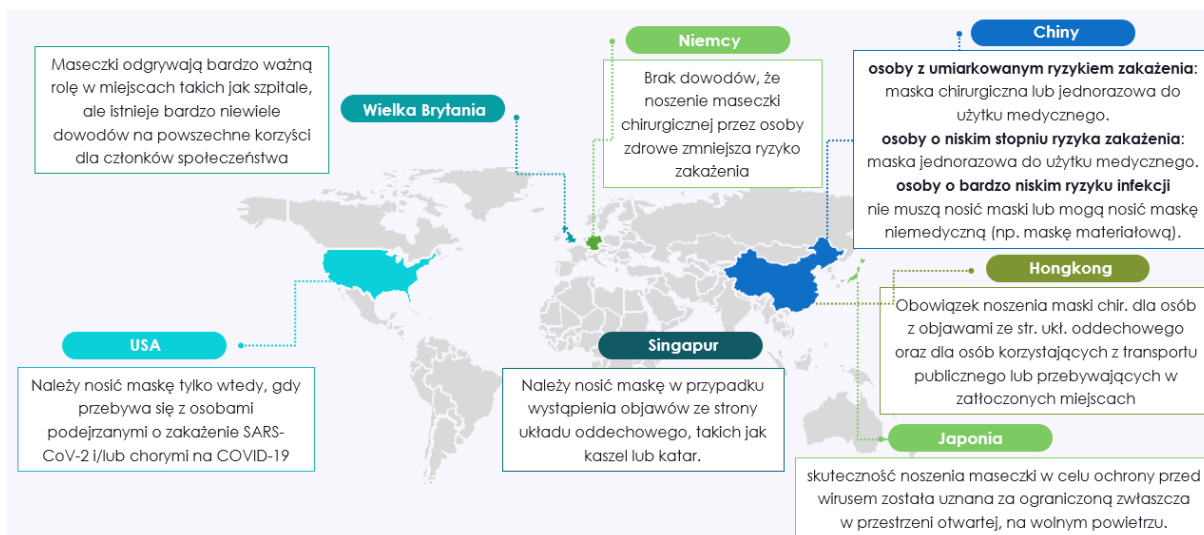 Maseczki odgrywają bardzo ważną
rolę w miejscach takich jak szpitale,
ale istnieje bardzo niewiele
dowodów na powszechne korzyści
dla członków społeczeństwa
Wielka Brytania
Niemcy
Brak dowodów, że
noszenie maseczki
chirurgicznej przez osoby
zdrowe zmniejsza ryzyko
zakażenia
Chiny
osoby z umiarkowanym ryzykiem zakażenia:
maska chirurgiczna lub jednorazowa do
użytku medycznego.
osoby o niskim stopniu ryzyka zakażenia:
maska jednorazowa do użytku medycznego.
osoby o bardzo niskim ryzyku infekcji
nie muszą nosić maski lub mogą nosić maskę
niemedyczną (np. maskę materiałową).
Hongkong
Obowiązek noszenia maski chir. dla osób
z objawami ze str. ukł. oddechowego
oraz dla osób korzystających z transportu
publicznego lub przebywających w
zatłoczonych miejscach
USA
Należy nosić maskę tylko wtedy, gdy
przebywa się z osobami
podejrzanymi o zakażenie SARS-
CoV-2 i/lub chorymi na COVID-19
Singapur
Należy nosić maskę w przypadku
wystąpienia objawów ze strony
układu oddechowego, takich jak
kaszel lub katar.
Japonia
skuteczność noszenia maseczki w celu ochrony przed
wirusem została uznana za ograniczoną zwłaszcza
w przestrzeni otwartej, na wolnym powietrzu.